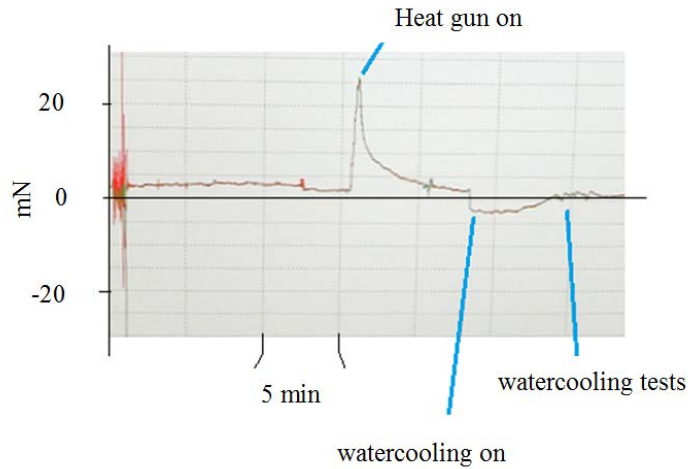 Heat gun on
20
mN
0
-20
5 min
watercooling tests
watercooling on